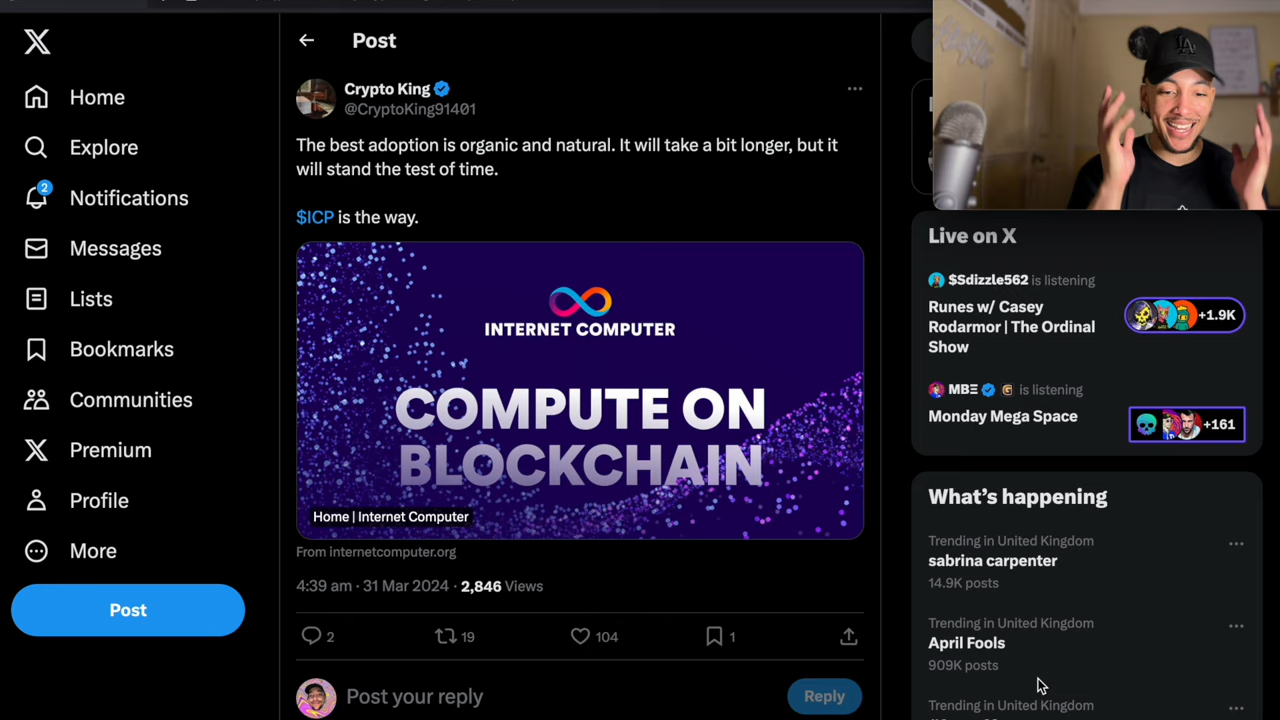 Post
Crypto King
@CryptoKing91401
The best adoption is organic and natural. It will take a bit longer, but it
will stand the test of time.
$ICP is the way.
INTERNET COMPUTER
COMPUTE ON
BLOCKCHAIN
Home | Internet Computer
From internetcomputer.org
4:39 am · 31 Mar 2024 · 2,846 Views
2
19
104
1
Post your reply
Reply
Home
Explore
2
Notifications
Messages
Lists
Bookmarks
Communities
Premium
Profile
More
Post
LA
Live on X
$Sdizzle562 is listening
Runes w/ Casey
Rodarmor | The Ordinal
Show
+1.9K
MBΞ G is listening
Monday Mega Space
+161
What's happening
Trending in United Kingdom
sabrina carpenter
14.9K posts
Trending in United Kingdom
April Fools
909K posts
Trending in United Kingdom